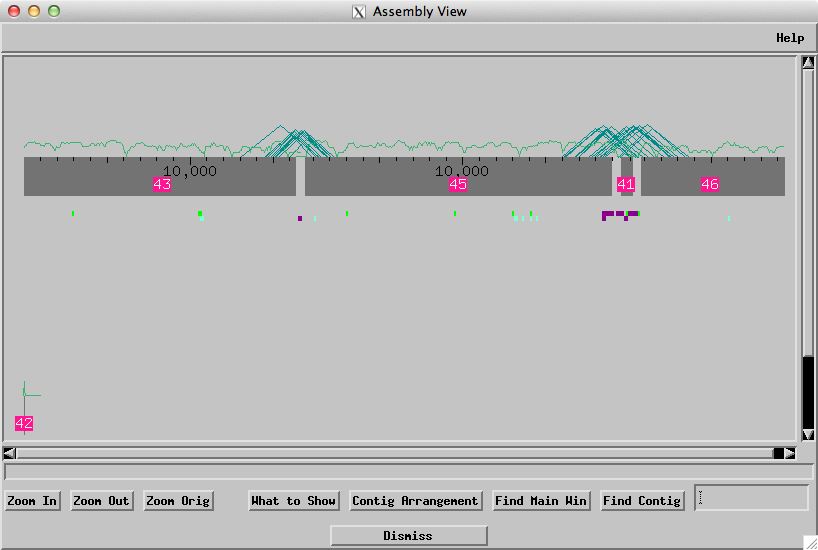 Assembly View
Help
10,000 10,000
43 45 41 46
42
Zoom In Zoom Out Zoom Orig What to Show Contig Arrangement Find Main Win Find Contig
Dismiss